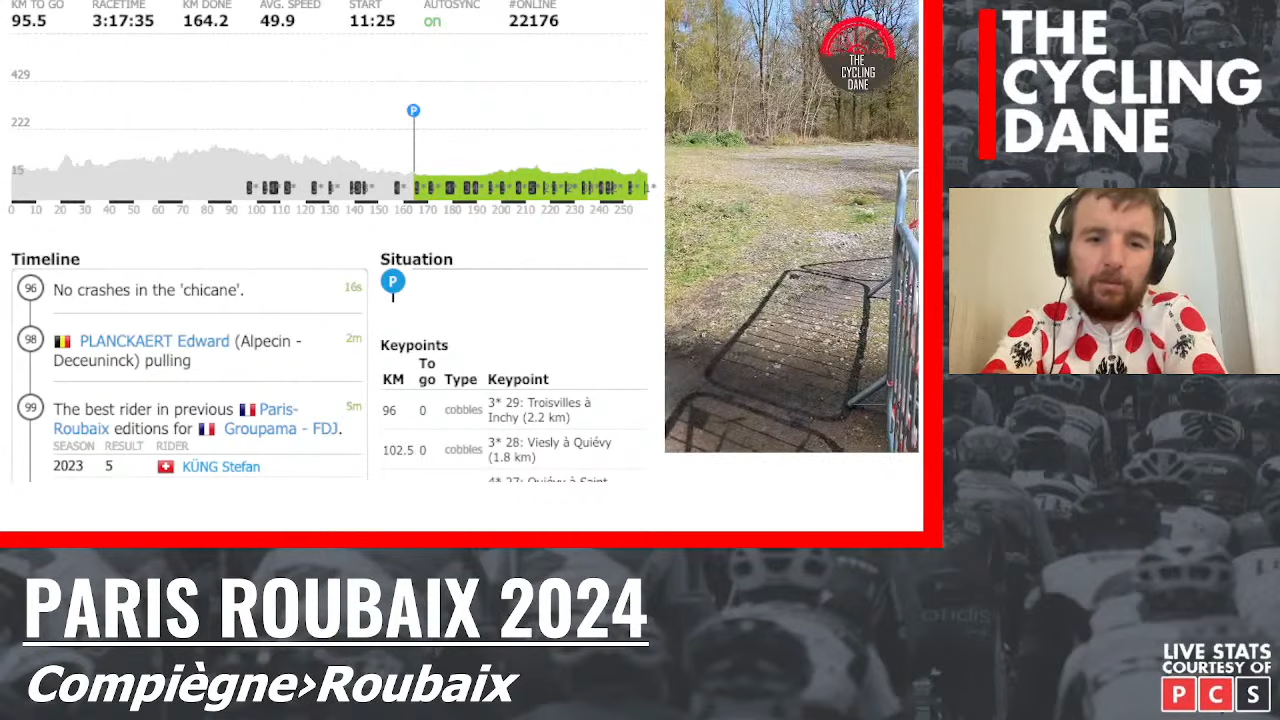 KM TO GO RACETIME KM DONE AVG. SPEED START AUTOSYNC #ONLINE
95.5 3:17:35 164.2 49.9 11:25 on 22176
429
222
15
P
0 10 20 30 40 50 60 70 80 90 100 110 120 130 140 150 160 170 180 190 200 210 220 230 240 250
Timeline
96 No crashes in the 'chicane'. 16s
98 PLANCKAERT Edward (Alpecin - 2m
Deceuninck) pulling
99 The best rider in previous Paris- 5m
Roubaix editions for Groupama - FDJ.
SEASON RESULT RIDER
2023 5 KÜNG Stefan
Situation
P
Keypoints
KM To go Type Keypoint
96 0 cobbles 3* 29: Troisvilles à
Inchy (2.2 km)
102.5 0 cobbles 3* 28: Viesly à Quiévy
(1.8 km)
4* 27: Quiévy à Saint-
THE
CYCLING
DANE
THE
CYCLING
DANE
PARIS ROUBAIX 2024
Compiègne›Roubaix
LIVE STATS
COURTESY OF
P C S